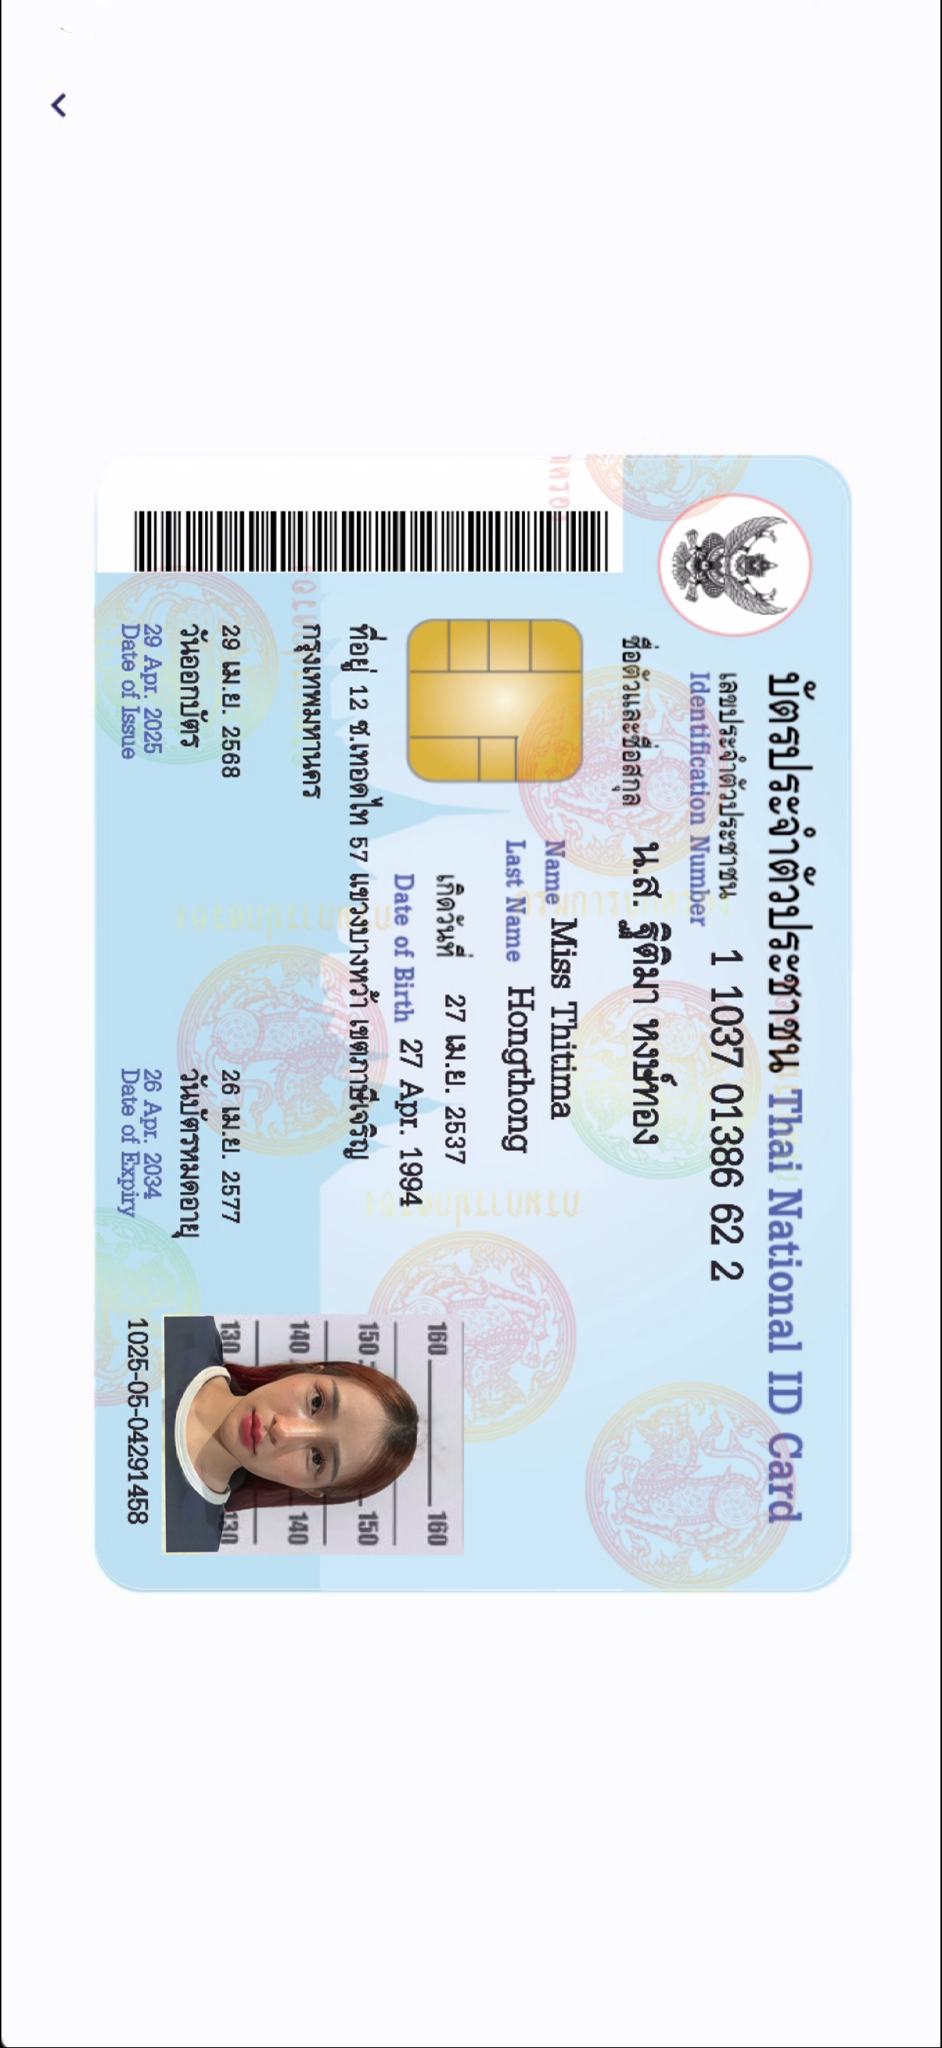 บัตรประจำตัวประชาชน Thai National ID Card
เลขประจำตัวประชาชน 1 1037 01386 62 2
Identification Number
ชื่อตัวและชื่อสกุล น.ส. ฐิติมา หงษ์ทอง
Name Miss Thitima
Last Name Hongthong
เกิดวันที่ 27 เม.ย. 2537
Date of Birth 27 Apr. 1994
ที่อยู่ 12 ซ.เทอดไท 57 แขวงบางหว้า เขตภาษีเจริญ
กรุงเทพมหานคร
29 เม.ย. 2568
วันออกบัตร
29 Apr. 2025
Date of Issue
26 เม.ย. 2577
วันบัตรหมดอายุ
26 Apr. 2034
Date of Expiry
160 160
150 150
140 140
130 130
1025-05-04291458